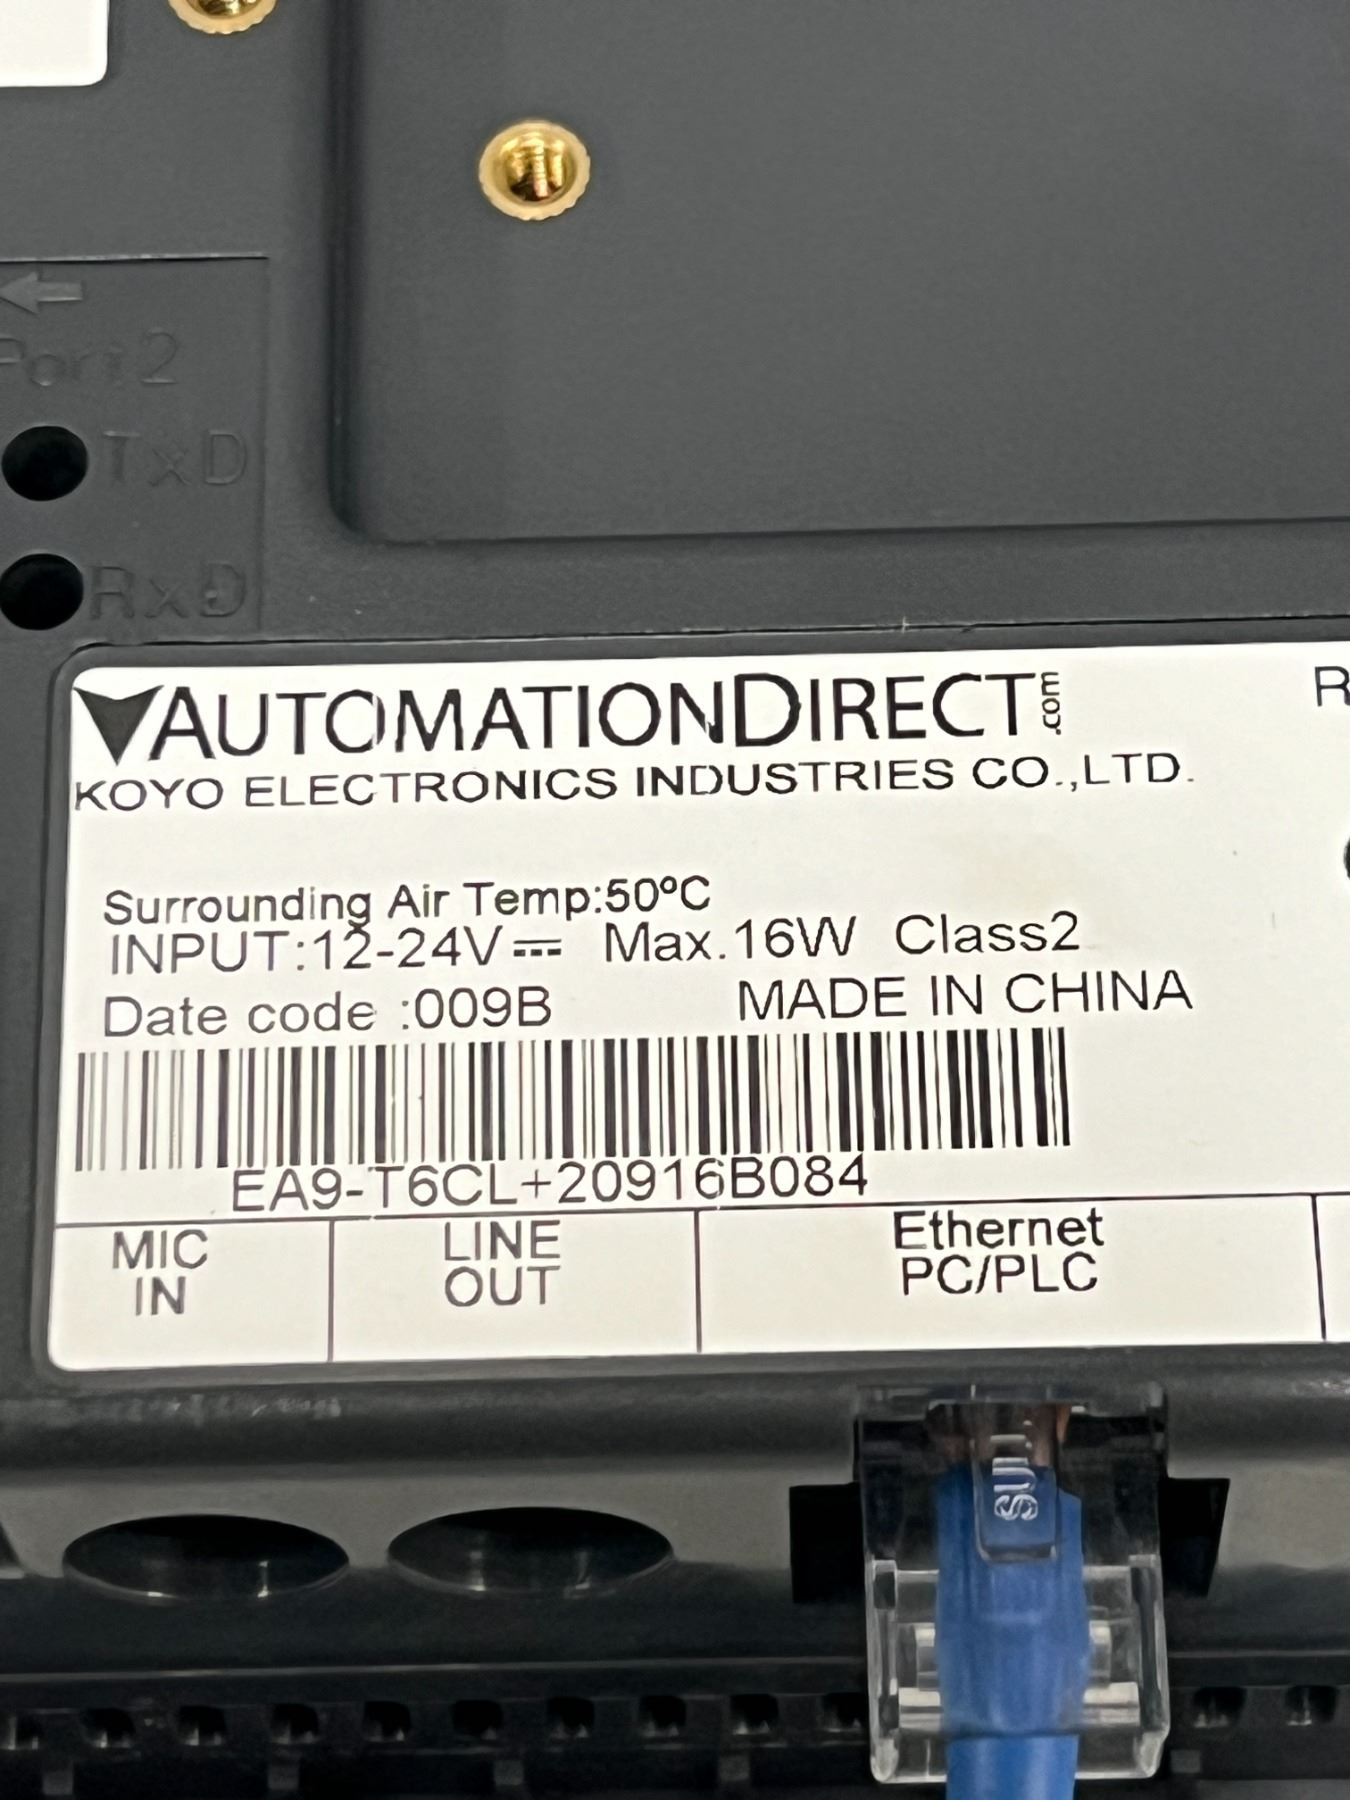 Port2
TxD
RxD
AUTOMATIONDIRECT.com
R
KOYO ELECTRONICS INDUSTRIES CO.,LTD.
Surrounding Air Temp:50ºC
INPUT:12-24V⎓ Max.16W Class2
Date code :009B MADE IN CHINA
EA9-T6CL+20916B084
MIC
IN
LINE
OUT
Ethernet
PC/PLC